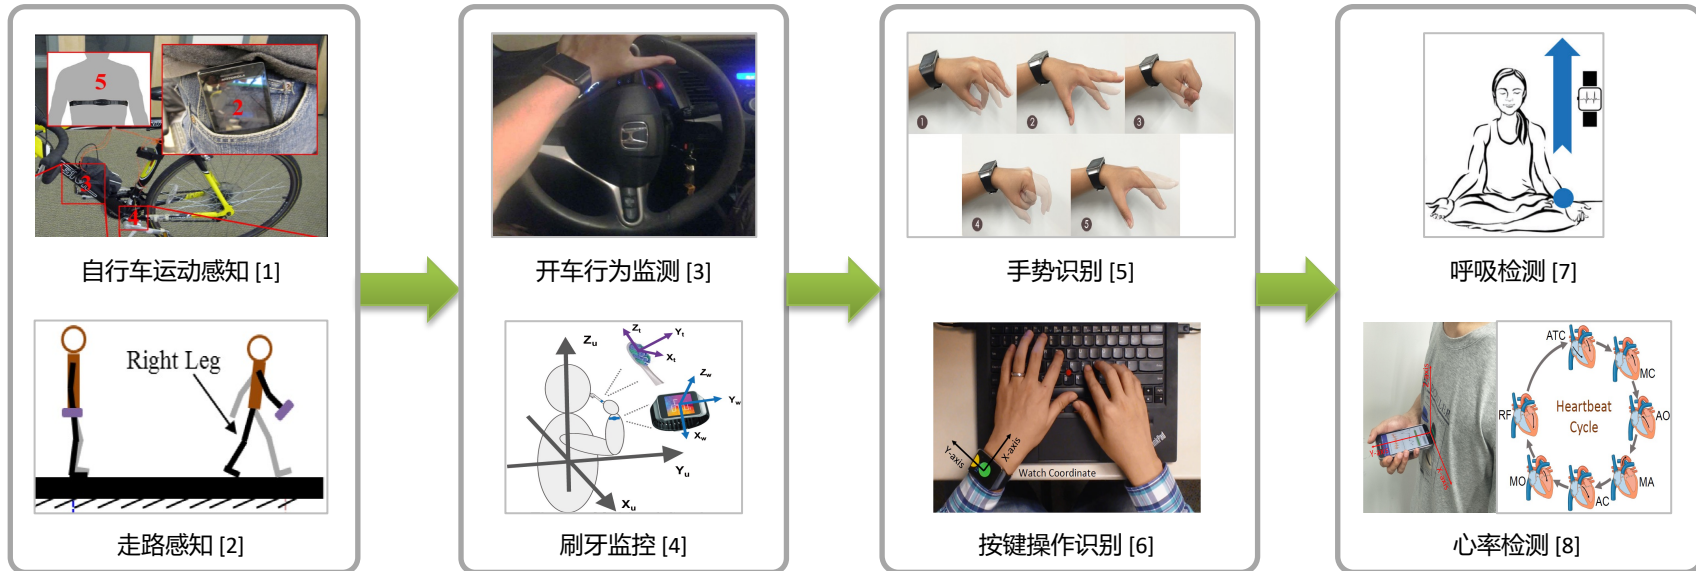 5
2
3
4
自行车运动感知 [1]
Right Leg
走路感知 [2]
开车行为监测 [3]
Zu
Yu
Xu
Zt
Yt
Xt
Zw
Yw
Xw
刷牙监控 [4]
1
2
3
4
5
手势识别 [5]
Y-axis
X-axis
Watch Coordinate
按键操作识别 [6]
呼吸检测 [7]
ATC
MC
RF
Heartbeat
Cycle
AO
MO
AC
MA
心率检测 [8]